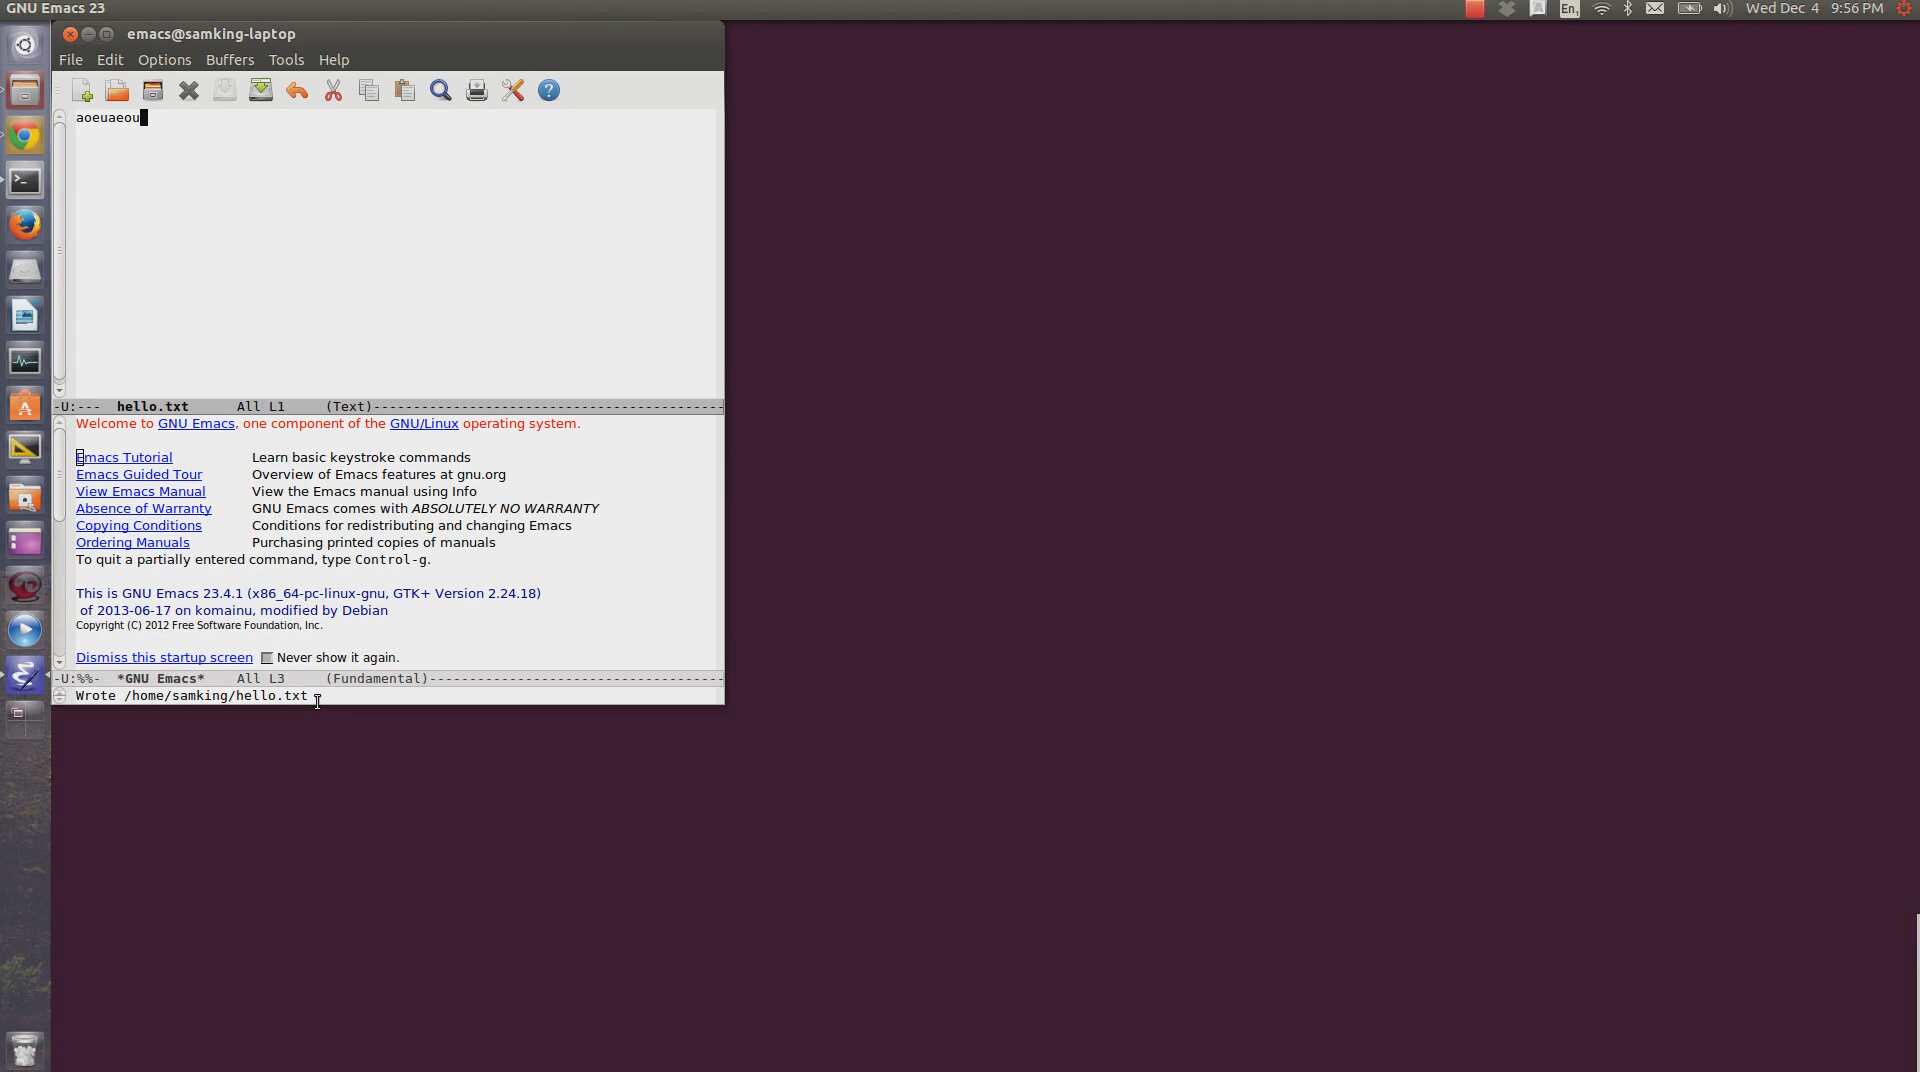 GNU Emacs 23
En1 Wed Dec 4 9:56 PM
emacs@samking-laptop
File Edit Options Buffers Tools Help
aoeuaeou
-U:--- hello.txt All L1 (Text)--------------------------------------------
Welcome to GNU Emacs, one component of the GNU/Linux operating system.
Emacs Tutorial Learn basic keystroke commands
Emacs Guided Tour Overview of Emacs features at gnu.org
View Emacs Manual View the Emacs manual using Info
Absence of Warranty GNU Emacs comes with ABSOLUTELY NO WARRANTY
Copying Conditions Conditions for redistributing and changing Emacs
Ordering Manuals Purchasing printed copies of manuals
To quit a partially entered command, type Control-g.
This is GNU Emacs 23.4.1 (x86_64-pc-linux-gnu, GTK+ Version 2.24.18)
of 2013-06-17 on komainu, modified by Debian
Copyright (C) 2012 Free Software Foundation, Inc.
Dismiss this startup screen Never show it again.
-U:%%- *GNU Emacs* All L3 (Fundamental)-------------------------------------
Wrote /home/samking/hello.txt